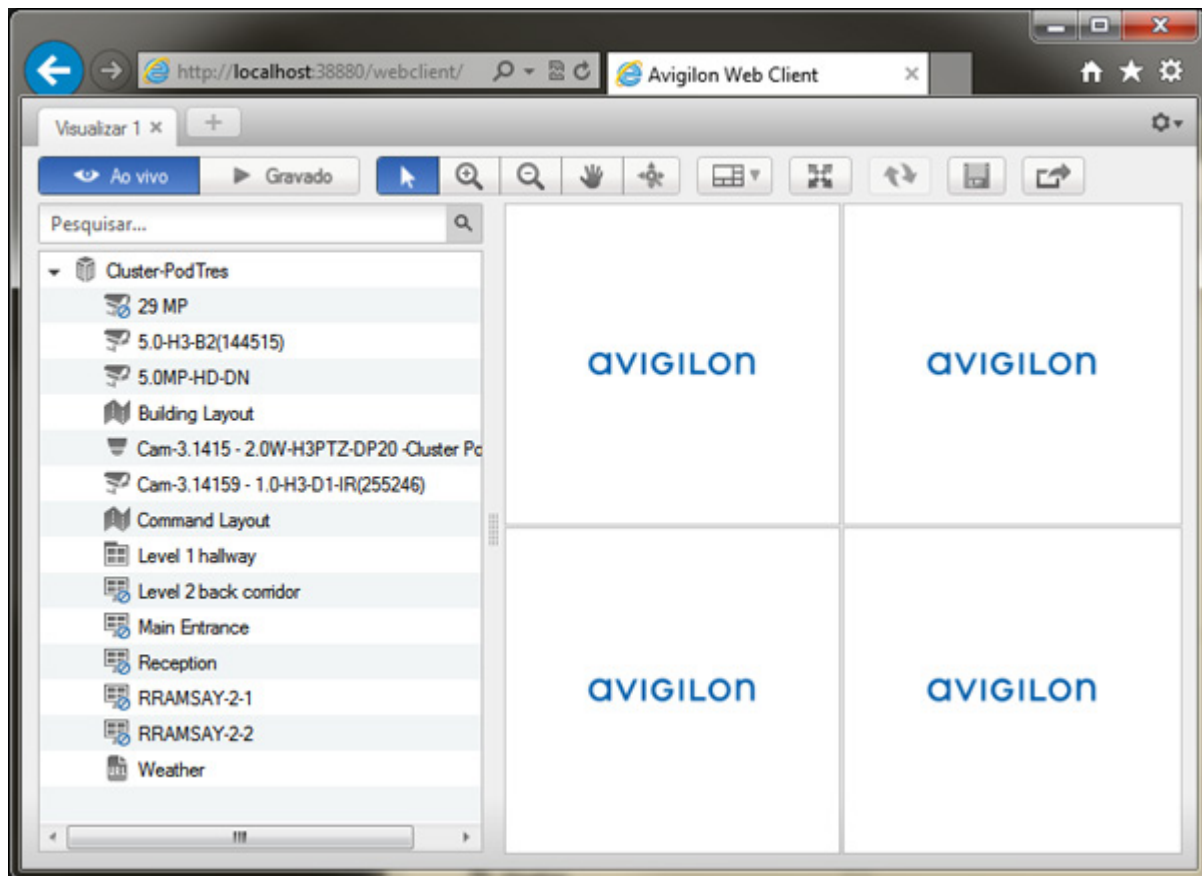 http://localhost:38880/webclient/
Avigilon Web Client
Visualizar 1
Ao vivo
Gravado
Pesquisar...
Cluster-PodTres
29 MP
5.0-H3-B2(144515)
5.0MP-HD-DN
Building Layout
Cam-3.1415 - 2.0W-H3PTZ-DP20 -Cluster Po
Cam-3.14159 - 1.0-H3-D1-IR(255246)
Command Layout
Level 1 hallway
Level 2 back corridor
Main Entrance
Reception
RRAMSAY-2-1
RRAMSAY-2-2
Weather
avigilon
avigilon
avigilon
avigilon